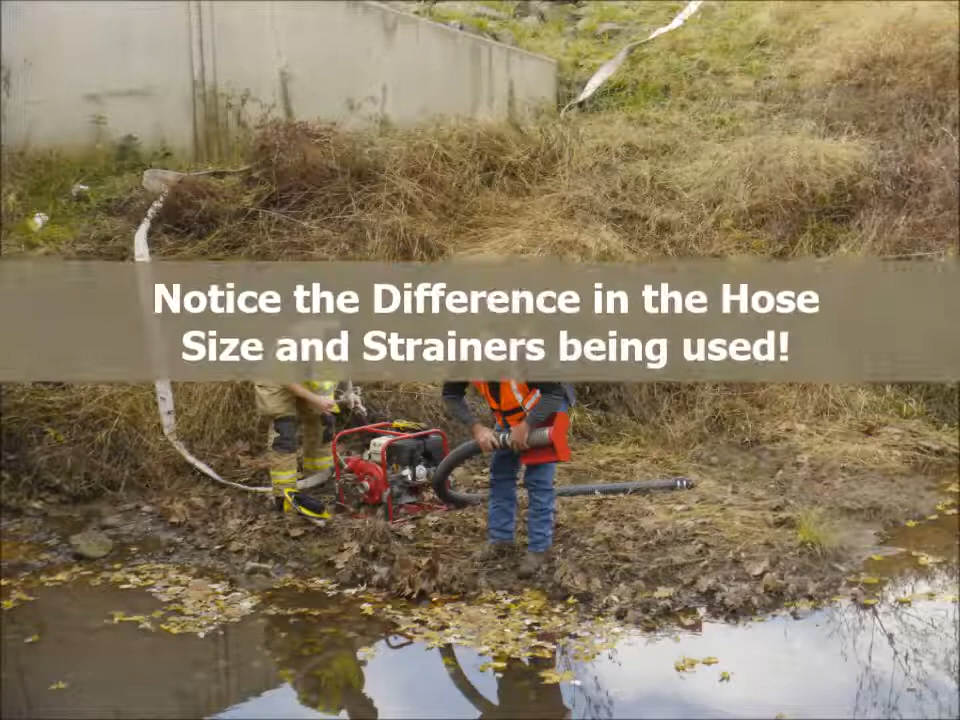 Notice the Difference in the Hose
Size and Strainers being used!